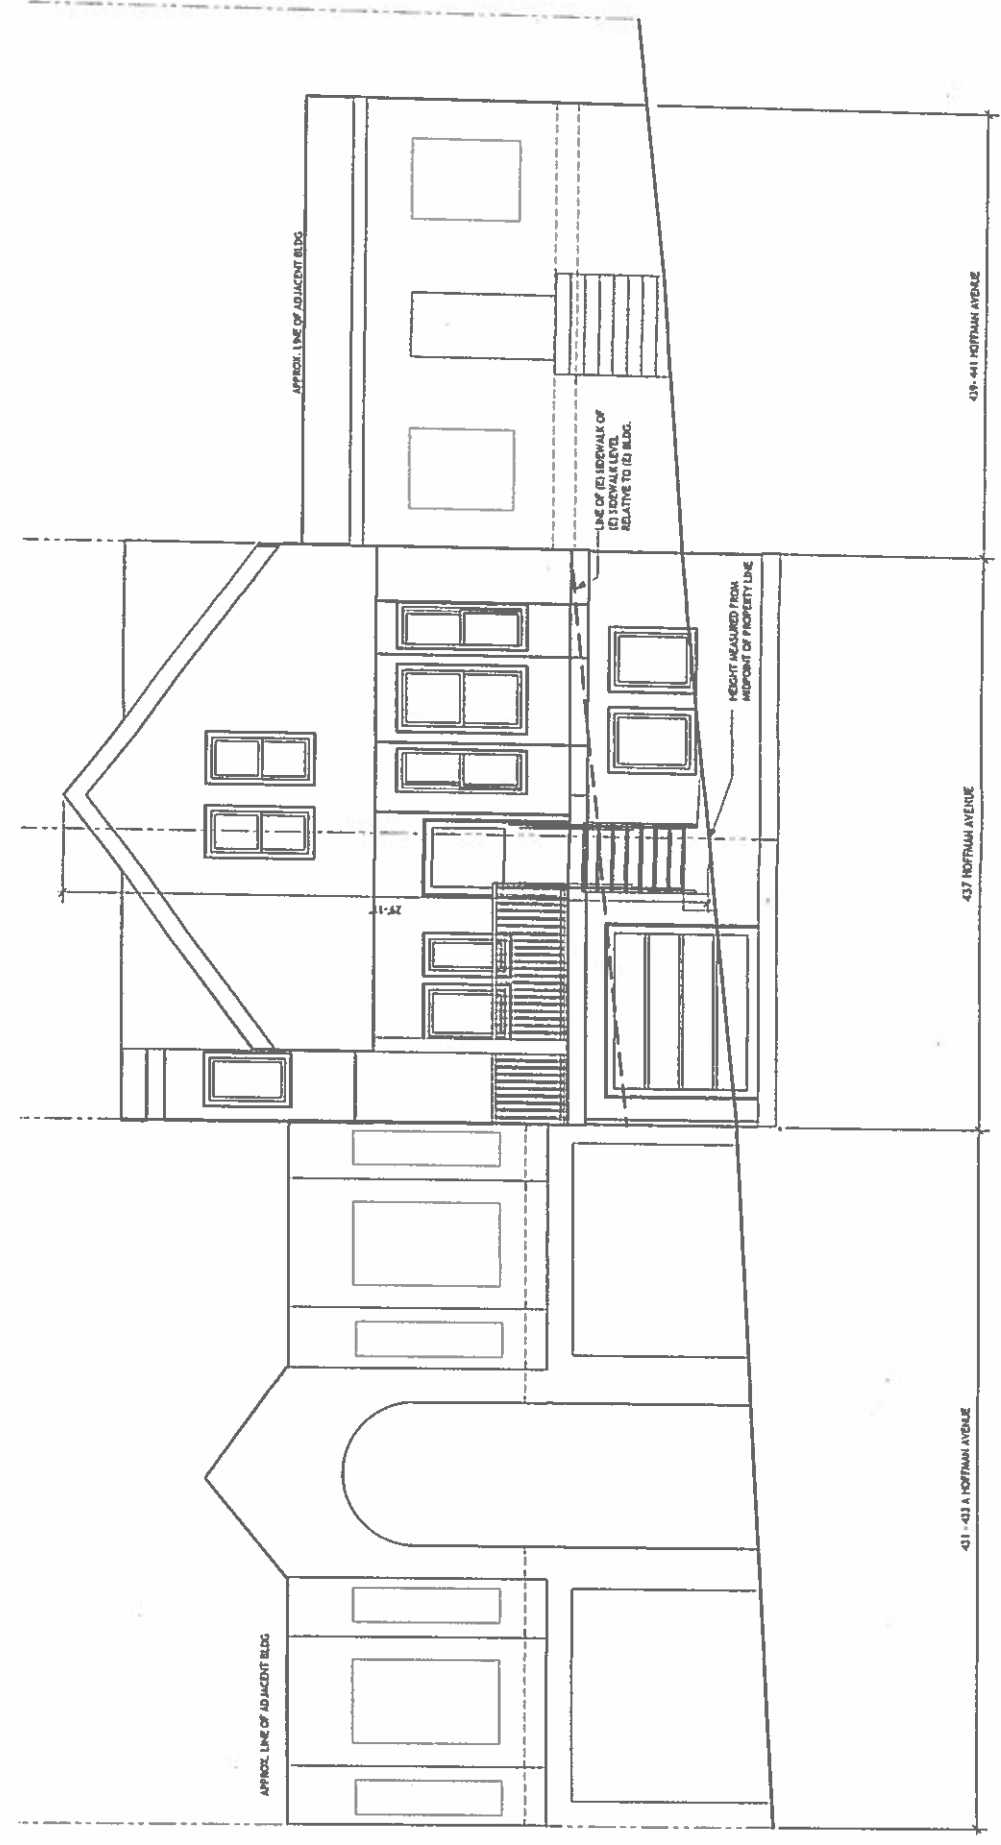 APPROX. LINE OF ADJACENT BLDG
APPROX. LINE OF ADJACENT BLDG
LINE OF (E) SIDEWALK OF
(E) SIDEWALK LEVEL
RELATIVE TO (E) BLDG.
HEIGHT MEASURED FROM
MIDPOINT OF PROPERTY LINE
431 - 433 A HOFFMAN AVENUE
437 HOFFMAN AVENUE
439- 441 HOFFMAN AVENUE